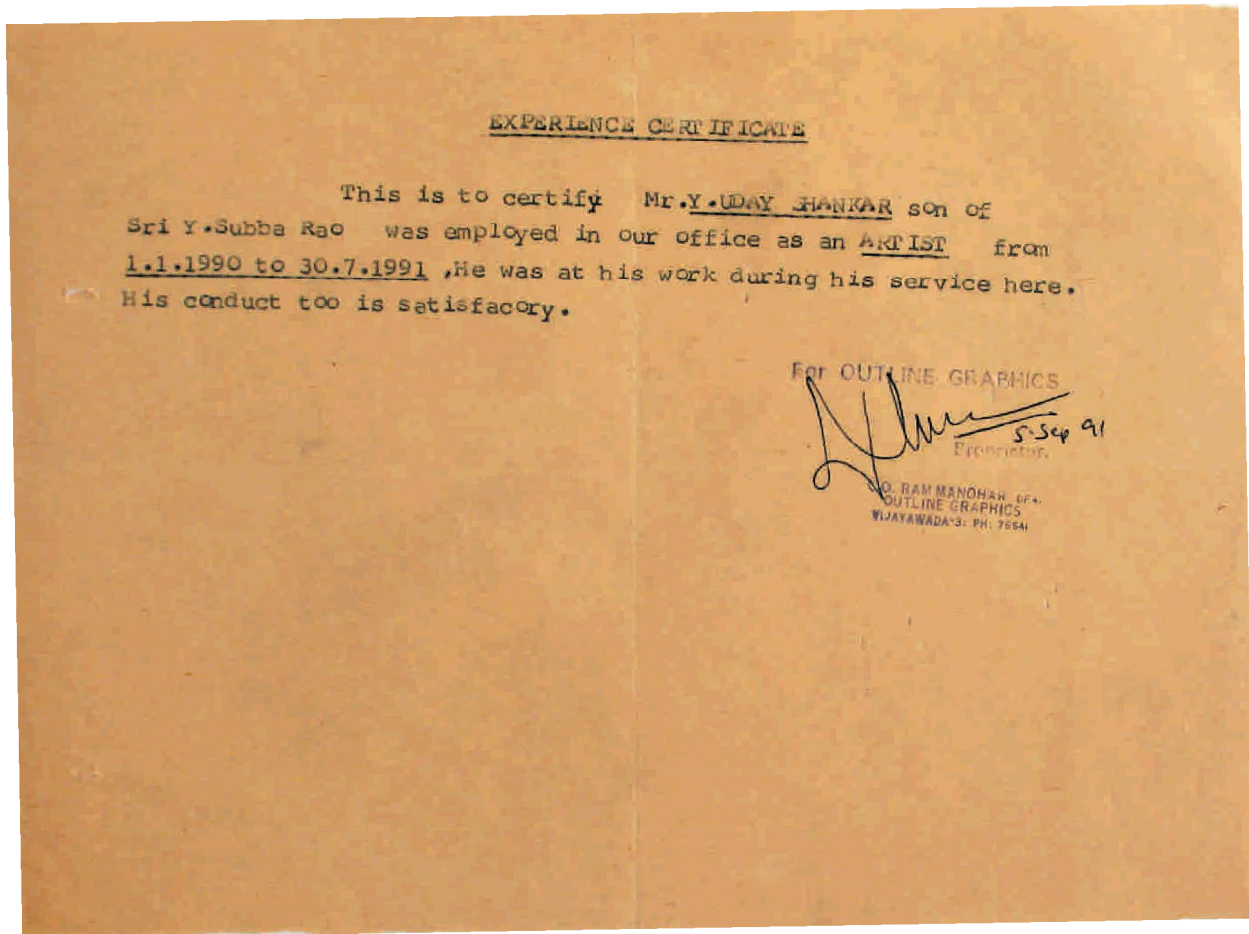 EXPERIENCE CERTIFICATE
This is to certify Mr.Y.UDAY SHANKAR son of
Sri Y.Subba Rao was employed in our office as an ARTIST from
1.1.1990 to 30.7.1991 ,He was at his work during his service here.
His conduct too is satisfacory.
For OUTLINE GRAPHICS
5-Sep 91
Proprietor.
RAM MANOHAR
OUTLINE GRAPHICS
VIJAYAWADA-3: PH: